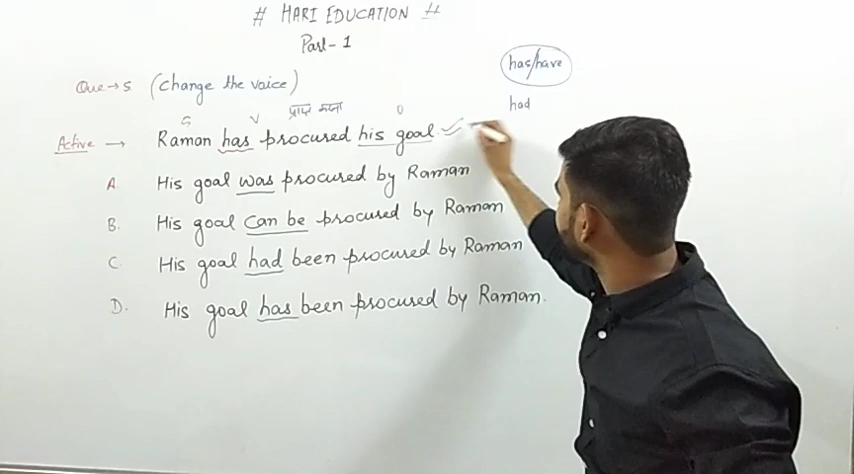 # HARI EDUCATION #
Part-1
Que→5 (Change the voice)
has/have
had
S V प्राप्त करना O
Active → Raman has procured his goal
A. His goal was procured by Raman
B. His goal can be procured by Raman
C. His goal had been procured by Raman
D. His goal has been procured by Raman.